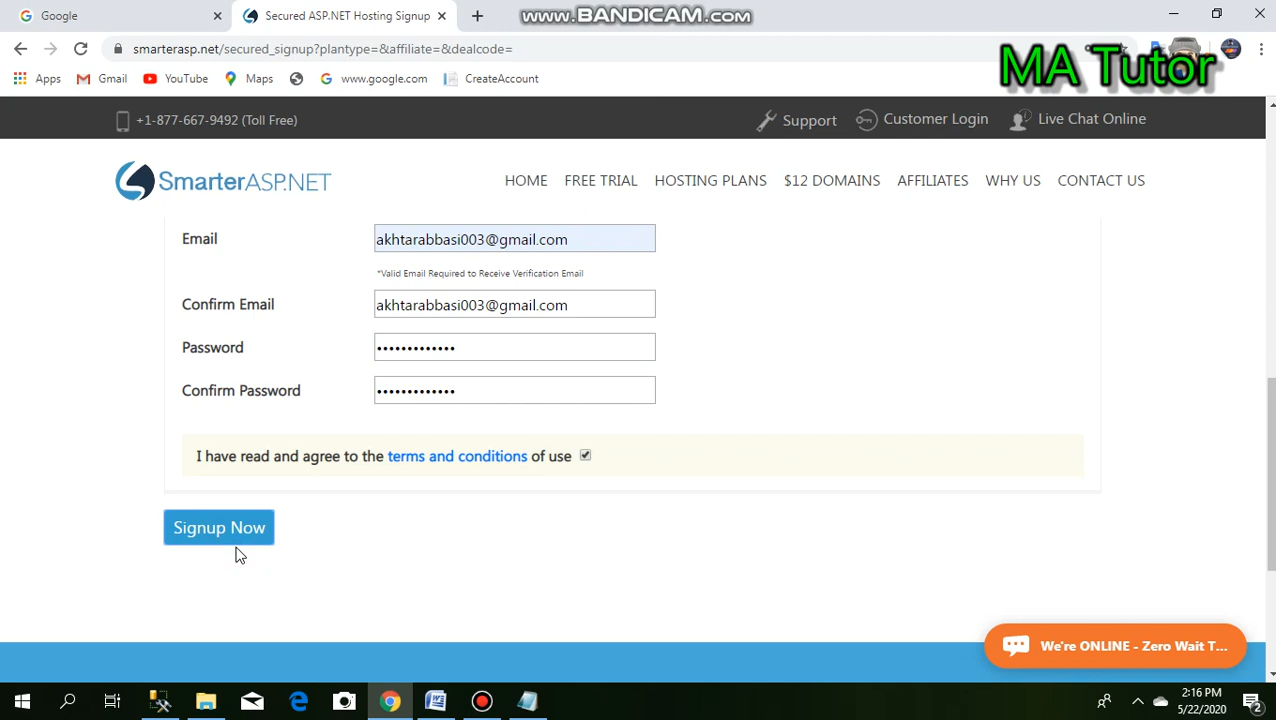 Google
Secured ASP.NET Hosting Signup
www.BANDICAM.com
smarterasp.net/secured_signup?plantype=&affiliate=&dealcode=
Apps
Gmail
YouTube
Maps
www.google.com
CreateAccount
MA Tutor
+1-877-667-9492 (Toll Free)
Support
Customer Login
Live Chat Online
SmarterASP.NET
HOME
FREE TRIAL
HOSTING PLANS
$12 DOMAINS
AFFILIATES
WHY US
CONTACT US
Email
akhtarabbasi003@gmail.com
*Valid Email Required to Receive Verification Email
Confirm Email
akhtarabbasi003@gmail.com
Password
•••••••••••••
Confirm Password
•••••••••••••
I have read and agree to the terms and conditions of use
Signup Now
We're ONLINE - Zero Wait T...
2:16 PM
5/22/2020
2